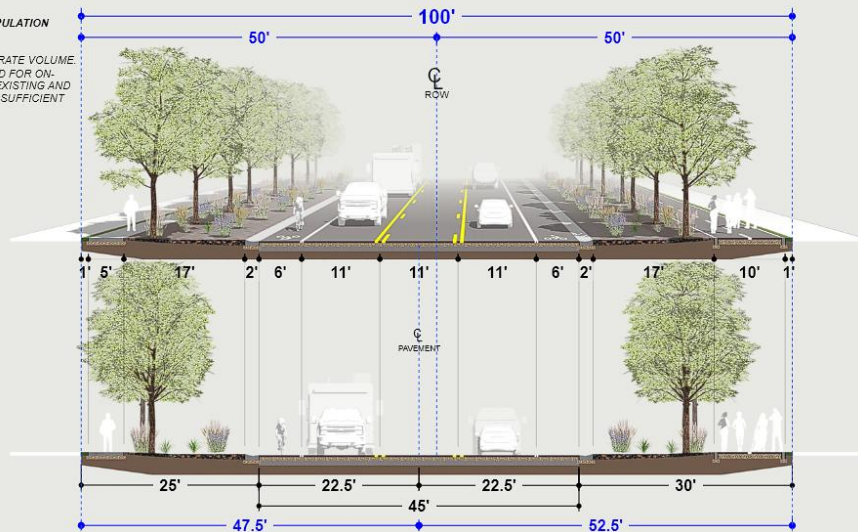 100'
50' 50'
RATE VOLUME.
D FOR ON-
EXISTING AND
SUFFICIENT
℄
ROW
1' 5' 17' 2' 6' 11' 11' 11' 6' 2' 17' 10' 1'
℄
PAVEMENT
25' 22.5' 22.5' 30'
45'
47.5' 52.5'